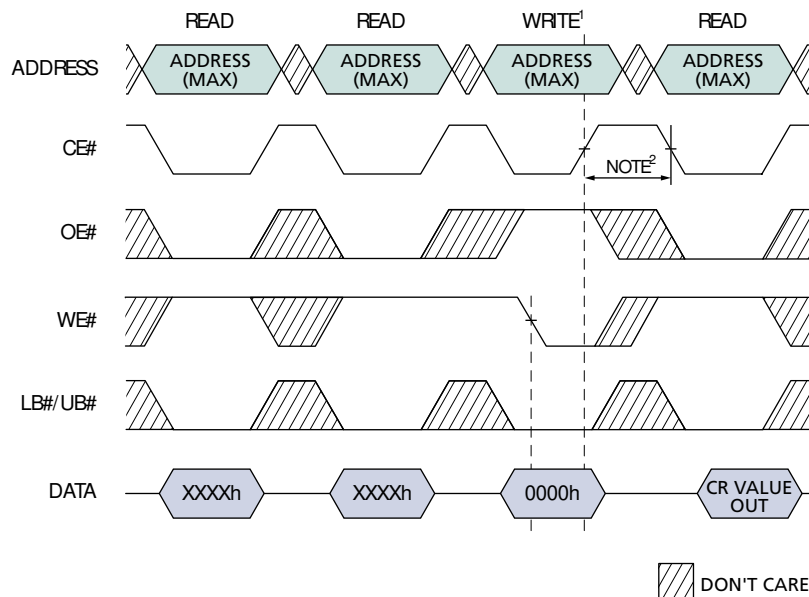 READ READ WRITE¹ READ
ADDRESS ADDRESS (MAX) ADDRESS (MAX) ADDRESS (MAX) ADDRESS (MAX)
CE#
NOTE²
OE#
WE#
LB#/UB#
DATA XXXXh XXXXh 0000h CR VALUE OUT
DON'T CARE